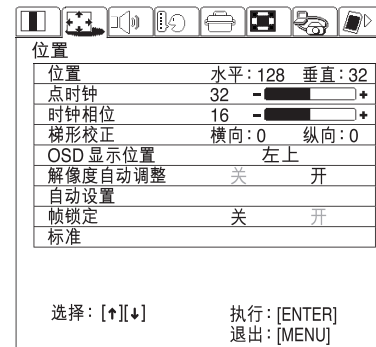 位置
位置 水平：128 垂直：32
点时钟 32 - +
时钟相位 16 - +
梯形校正 横向：0 纵向：0
OSD 显示位置 左上
解像度自动调整 关 开
自动设置
帧锁定 关 开
标准
选择：[↑][↓] 执行：[ENTER]
退出：[MENU]